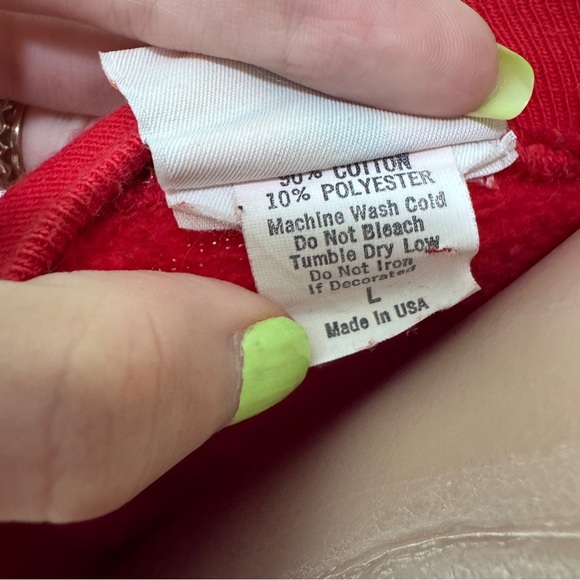 90% COTTON
10% POLYESTER
Machine Wash Cold
Do Not Bleach
Tumble Dry Low
Do Not Iron
If Decorated
L
Made In USA